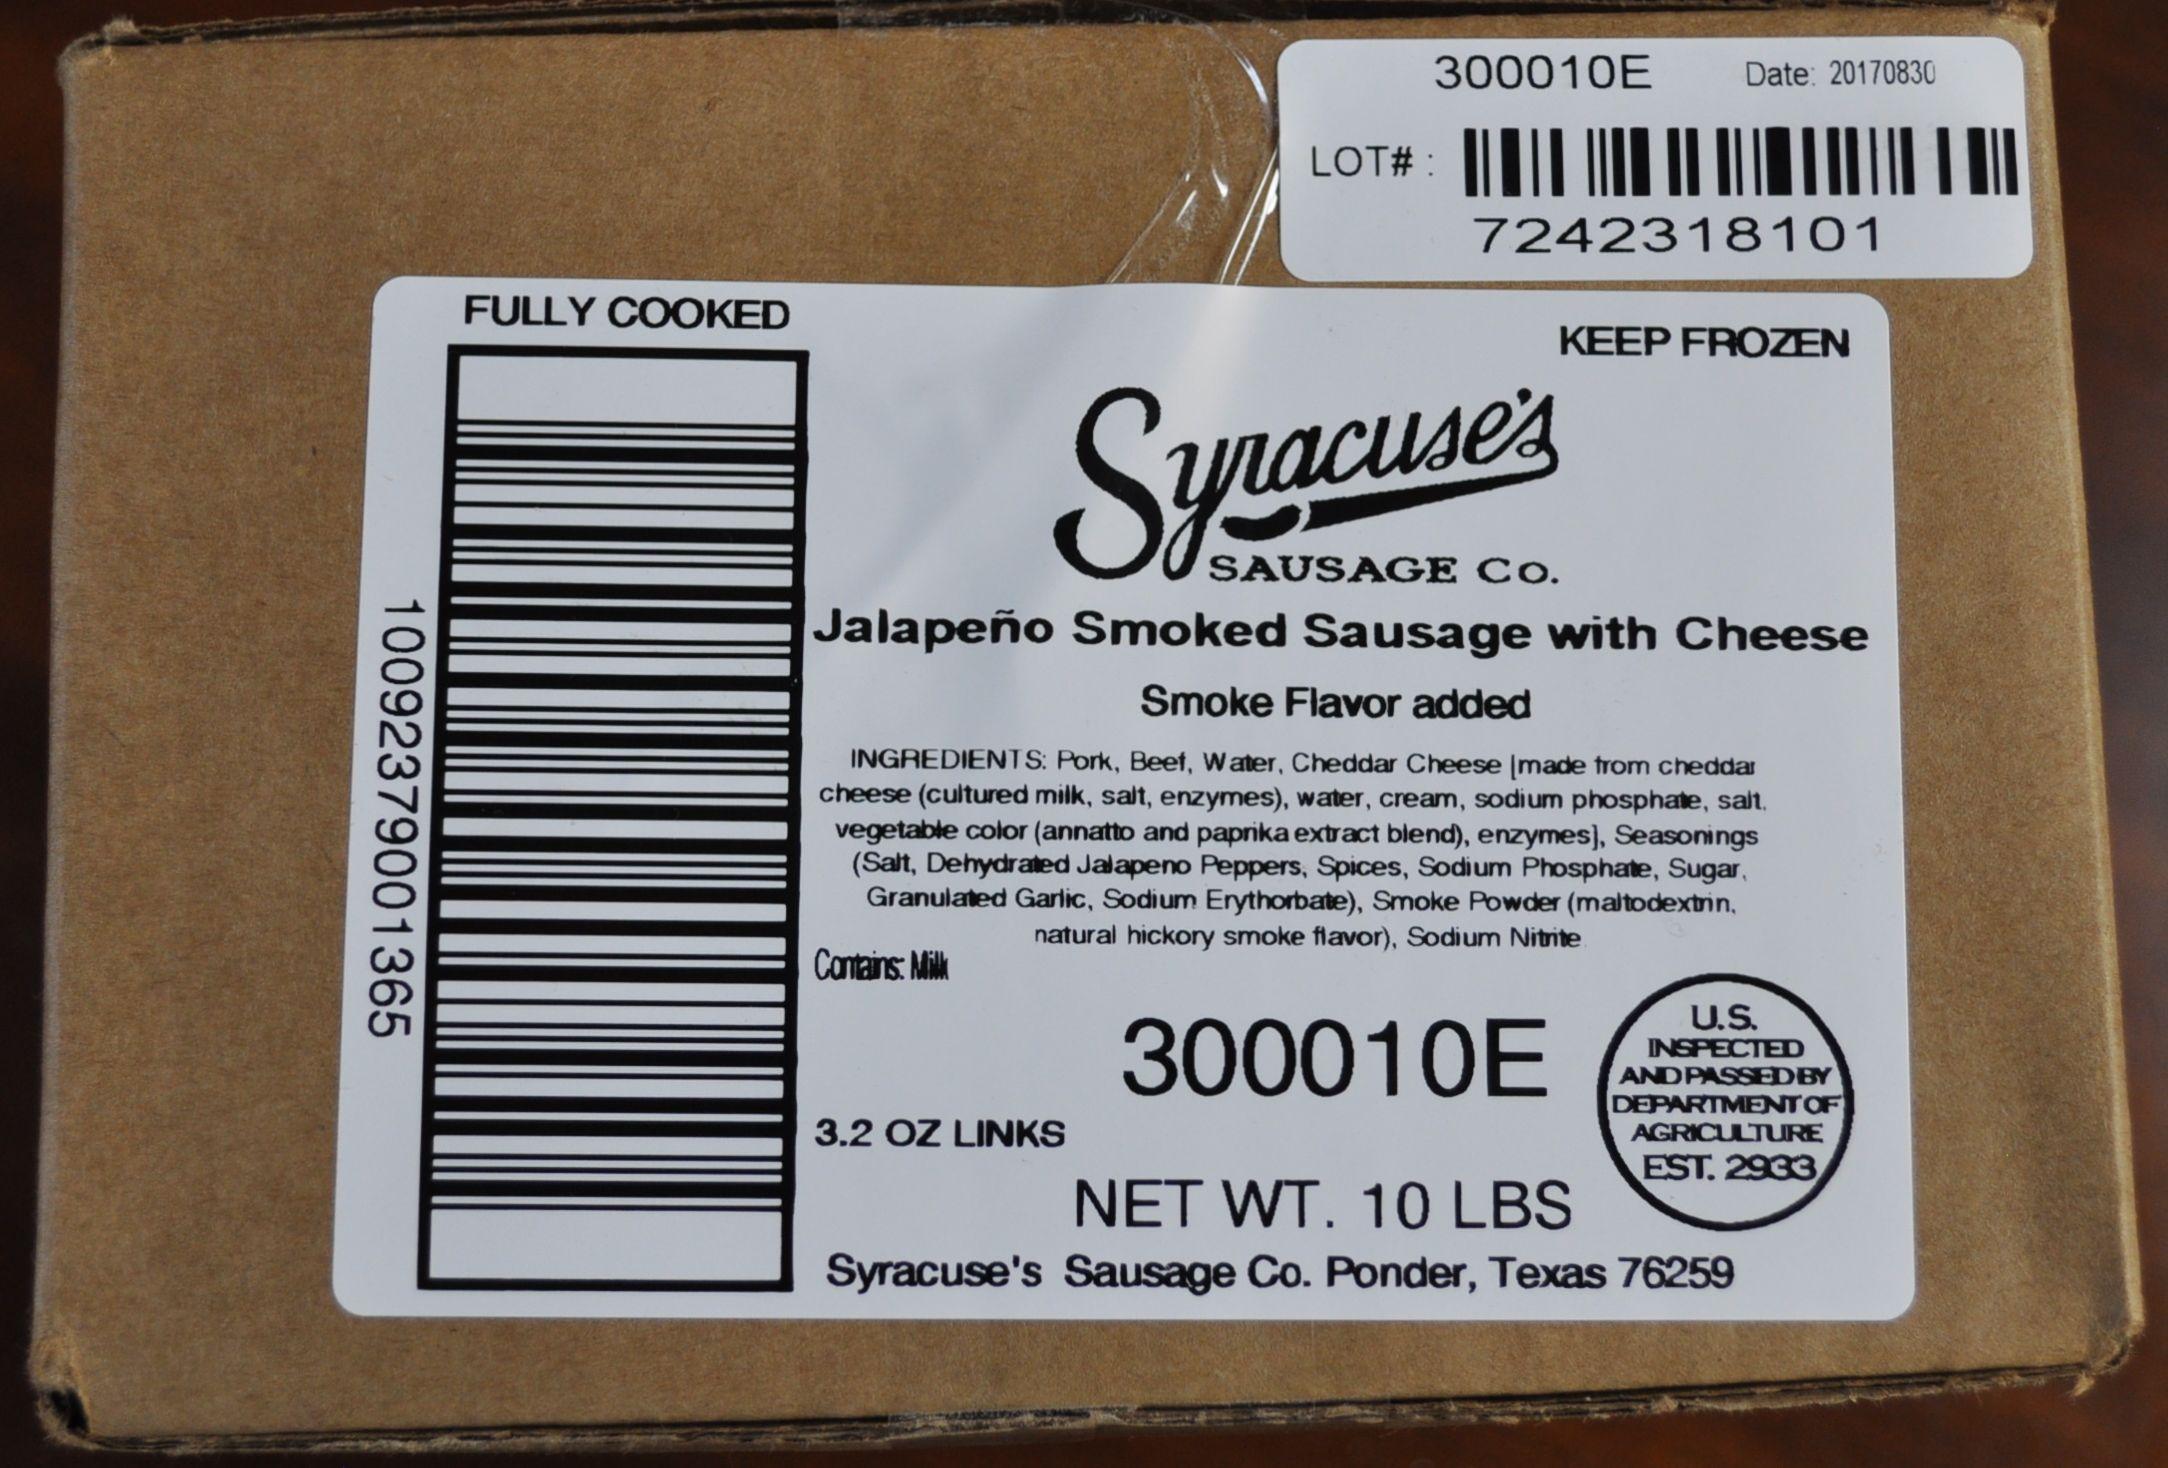 300010E Date: 20170830
LOT# :
7242318101
FULLY COOKED
KEEP FROZEN
Syracuse's
SAUSAGE CO.
Jalapeño Smoked Sausage with Cheese
Smoke Flavor added
INGREDIENTS: Pork, Beef, Water, Cheddar Cheese [made from cheddar
cheese (cultured milk, salt, enzymes), water, cream, sodium phosphate, salt,
vegetable color (annatto and paprika extract blend), enzymes], Seasonings
(Salt, Dehydrated Jalapeno Peppers, Spices, Sodium Phosphate, Sugar,
Granulated Garlic, Sodium Erythorbate), Smoke Powder (maltodextrin,
natural hickory smoke flavor), Sodium Nitrite
Contains: Milk
10092379001365
300010E
3.2 OZ LINKS
NET WT. 10 LBS
U.S.
INSPECTED
AND PASSED BY
DEPARTMENT OF
AGRICULTURE
EST. 2933
Syracuse's Sausage Co. Ponder, Texas 76259